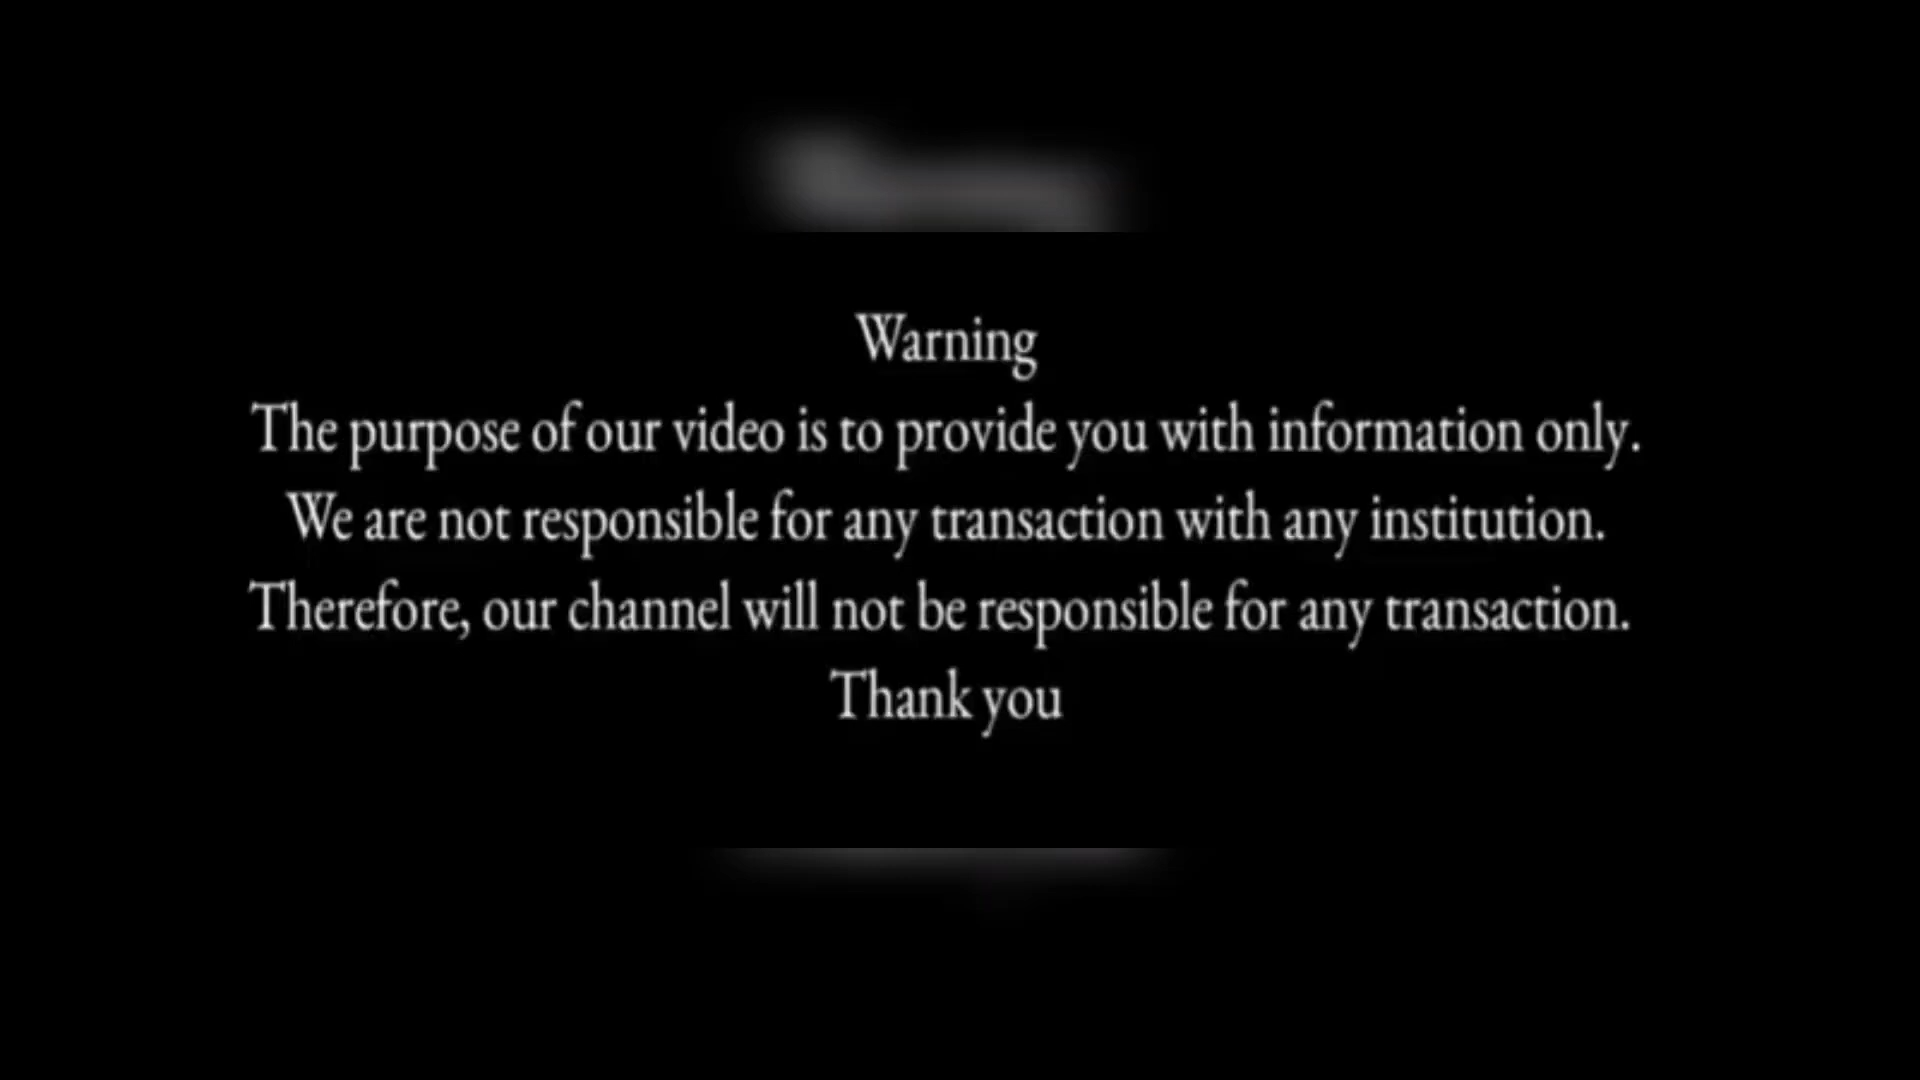 Warning
The purpose of our video is to provide you with information only.
We are not responsible for any transaction with any institution.
Therefore, our channel will not be responsible for any transaction.
Thank you